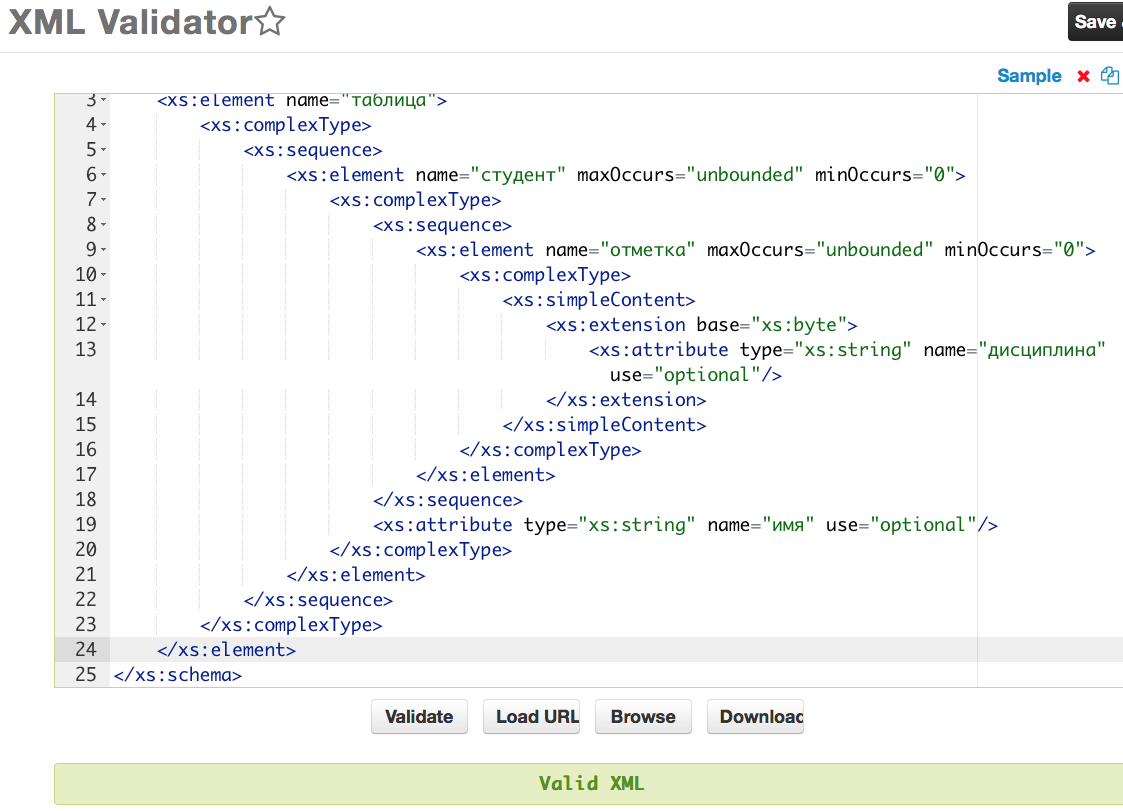 XML Validator
Save
Sample
3 <xs:element name="таблица">
4 <xs:complexType>
5 <xs:sequence>
6 <xs:element name="студент" maxOccurs="unbounded" minOccurs="0">
7 <xs:complexType>
8 <xs:sequence>
9 <xs:element name="отметка" maxOccurs="unbounded" minOccurs="0">
10 <xs:complexType>
11 <xs:simpleContent>
12 <xs:extension base="xs:byte">
13 <xs:attribute type="xs:string" name="дисциплина"
use="optional"/>
14 </xs:extension>
15 </xs:simpleContent>
16 </xs:complexType>
17 </xs:element>
18 </xs:sequence>
19 <xs:attribute type="xs:string" name="имя" use="optional"/>
20 </xs:complexType>
21 </xs:element>
22 </xs:sequence>
23 </xs:complexType>
24 </xs:element>
25 </xs:schema>
Validate Load URL Browse Download
Valid XML